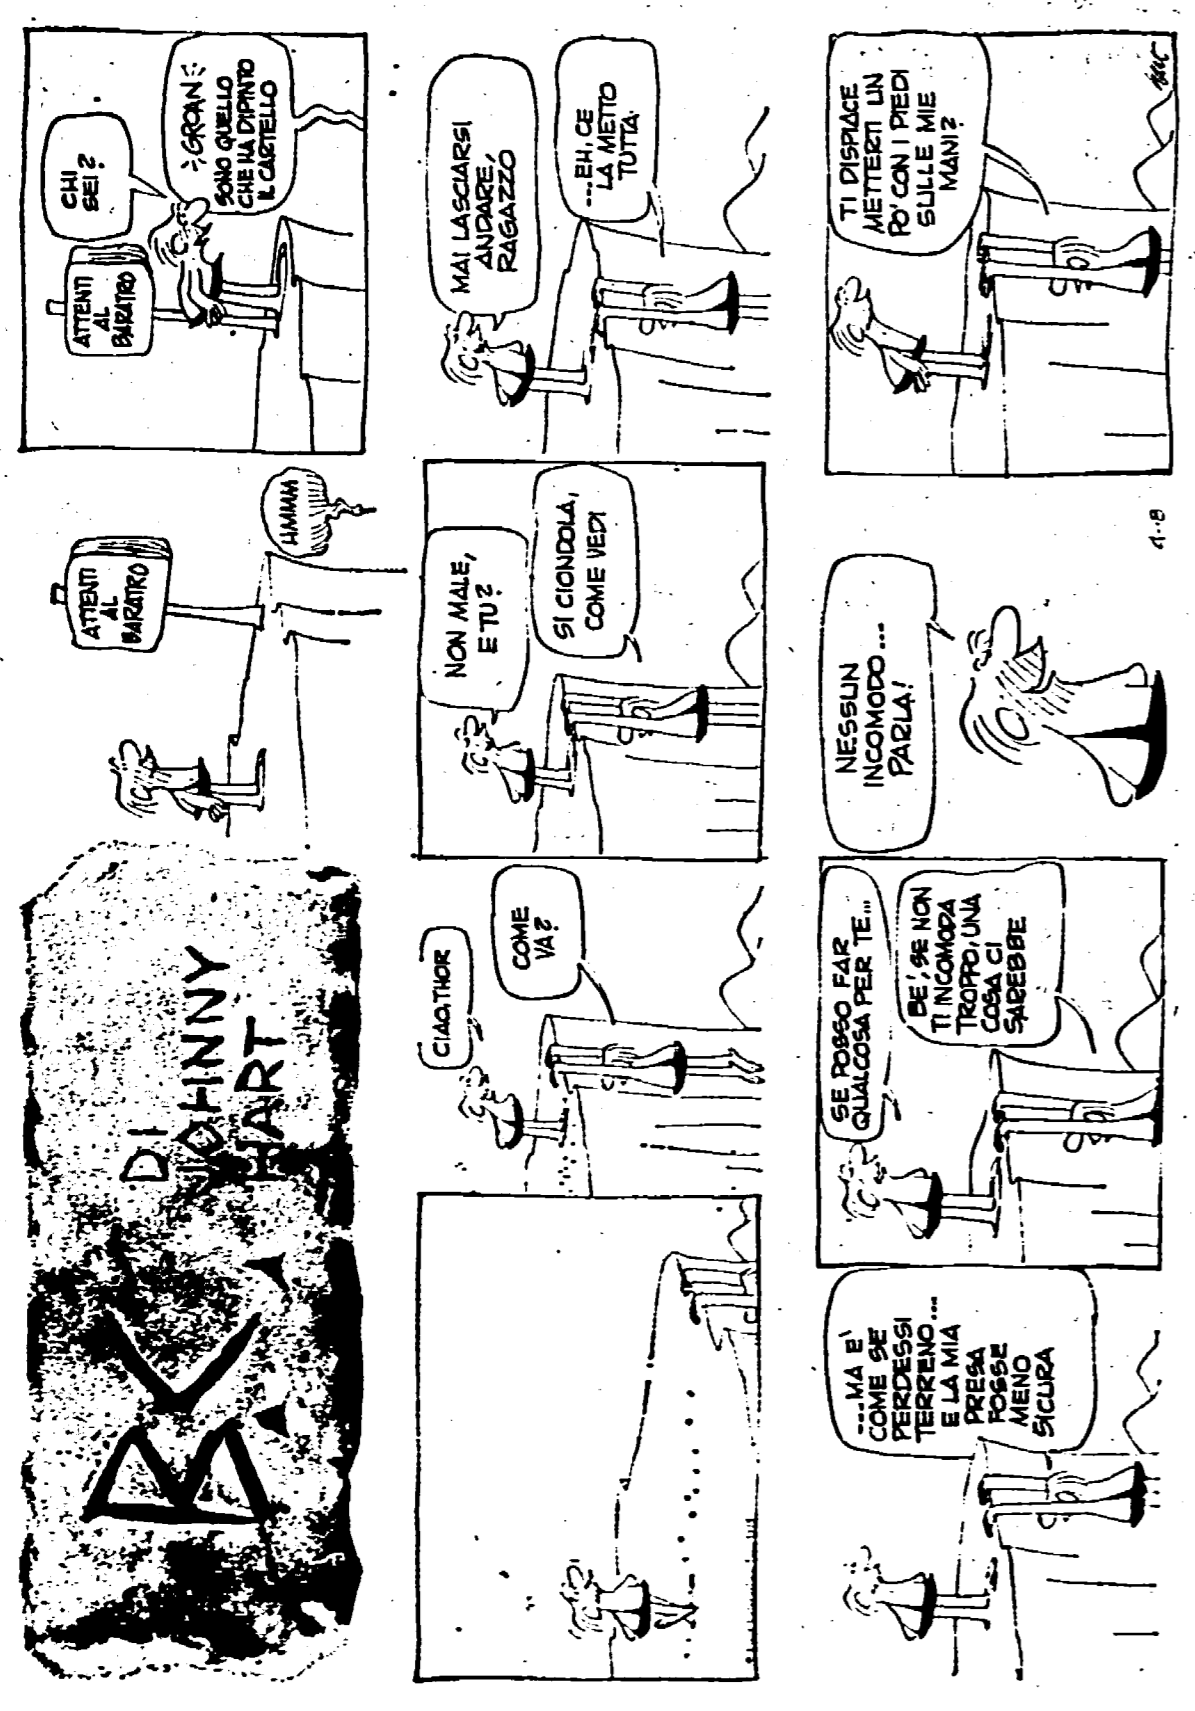 B.C.
DI
JOHNNY
HART
ATTENTI
AL
BARATRO
HMMM
CHI
SEI?
ATTENTI
AL
BARATRO
GROAN
SONO QUELLO
CHE HA DIPINTO
IL CARTELLO
CIAO, THOR
COME
VA?
NON MALE,
E TU?
SI CIONDOLA,
COME VEDI
MAI LASCIARSI
ANDARE,
RAGAZZO
...EH, CE
LA METTO
TUTTA.
...MA E'
COME SE
PERDESSI
TERRENO...
E LA MIA
PRESA
FOSSE
MENO
SICURA
SE POSSO FAR
QUALCOSA PER TE...
BE', SE NON
TI INCOMODA
TROPPO, UNA
COSA CI
SAREBBE
NESSUN
INCOMODO...
PARLA!
TI DISPIACE
METTERTI UN
PO' CON I PIEDI
SULLE MIE
MANI?